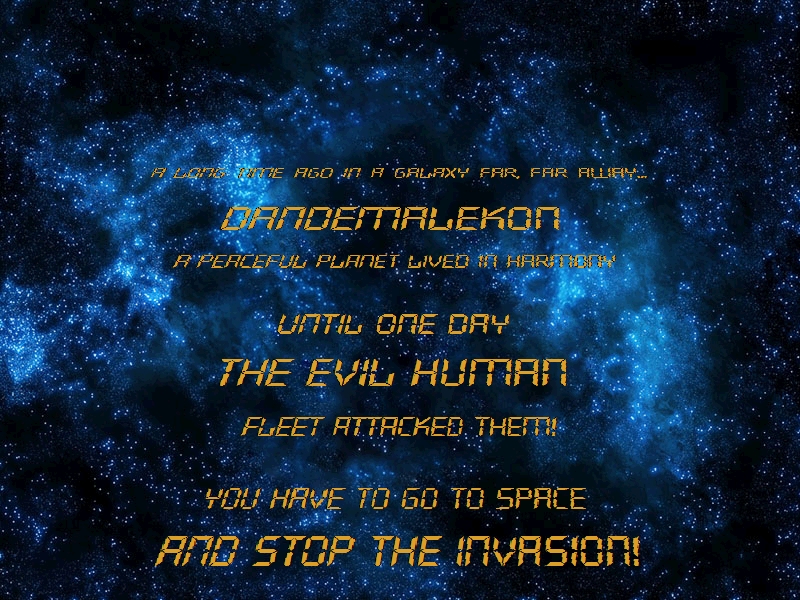 A LONG TIME AGO IN A GALAXY FAR, FAR AWAY...
DANDEMALEKON
A PEACEFUL PLANET LIVED IN HARMONY
UNTIL ONE DAY
THE EVIL HUMAN
FLEET ATTACKED THEM!
YOU HAVE TO GO TO SPACE
AND STOP THE INVASION!